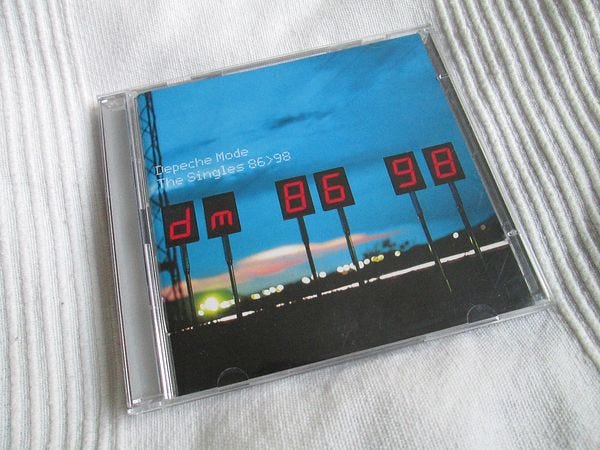 Depeche Mode
The Singles 86>98
dm 86 98